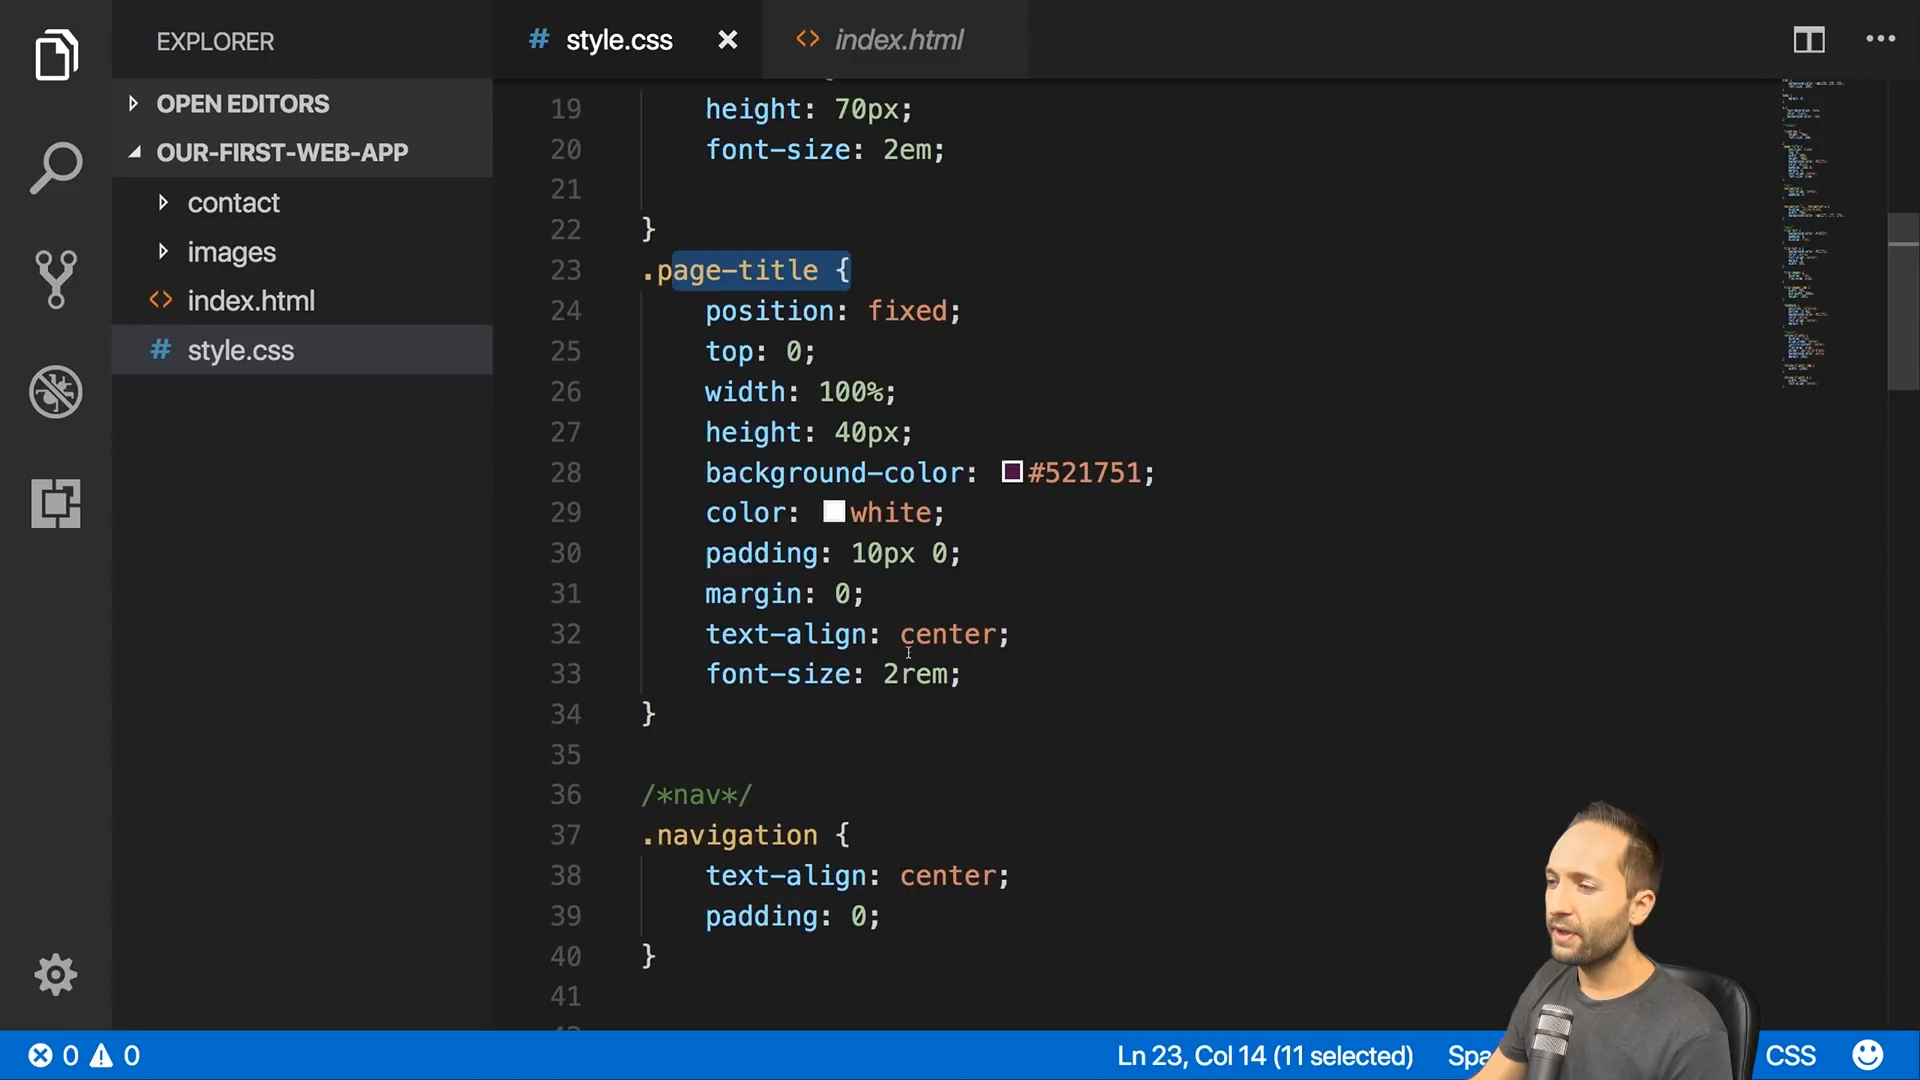 EXPLORER
OPEN EDITORS
OUR-FIRST-WEB-APP
contact
images
<> index.html
# style.css
# style.css ×
<> index.html
19 height: 70px;
20 font-size: 2em;
21
22 }
23 .page-title {
24 position: fixed;
25 top: 0;
26 width: 100%;
27 height: 40px;
28 background-color: #521751;
29 color: white;
30 padding: 10px 0;
31 margin: 0;
32 text-align: center;
33 font-size: 2rem;
34 }
35
36 /*nav*/
37 .navigation {
38 text-align: center;
39 padding: 0;
40 }
41
0 0 Ln 23, Col 14 (11 selected) CSS